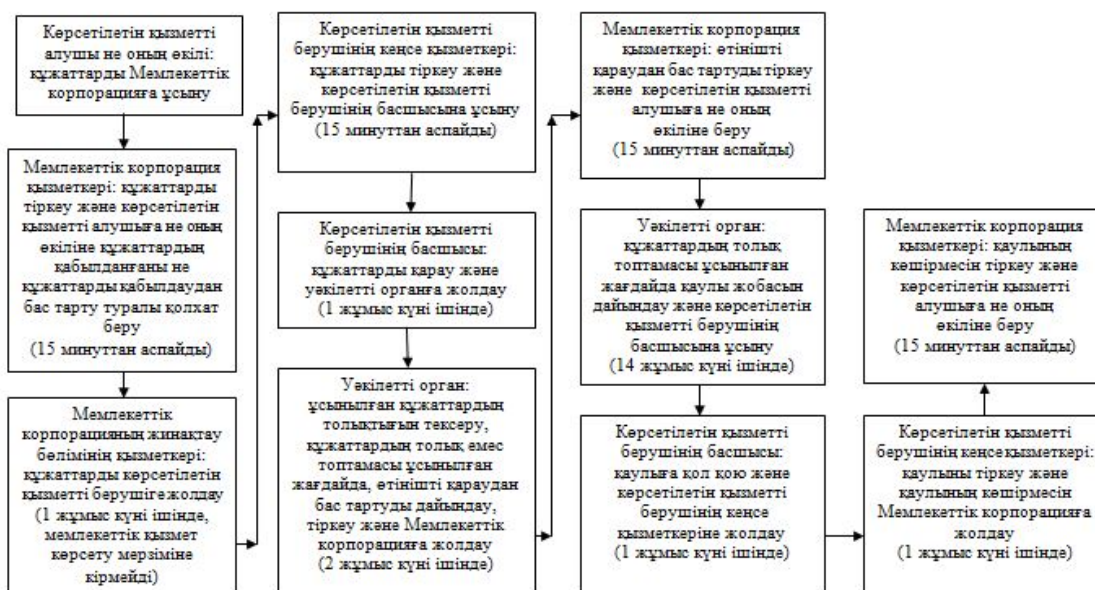 Көрсетілетін қызметті
алушы не оның өкілі:
құжаттарды Мемлекеттік
корпорацияға ұсыну
Мемлекеттік корпорация
қызметкері: құжаттарды
тіркеу және көрсетілетін
қызметті алушыға не оның
өкіліне құжаттардың
қабылданғаны не
құжаттарды қабылдаудан
бас тарту туралы қолхат
беру
(15 минуттан аспайды)
Мемлекеттік
корпорацияның жинақтау
бөлімінің қызметкері:
құжаттарды көрсетілетін
қызметті берушіге жолдау
(1 жұмыс күні ішінде,
мемлекеттік қызмет
көрсету мерзіміне
кірмейді)
Көрсетілетін қызметті
берушінің кеңсе қызметкері:
құжаттарды тіркеу және
көрсетілетін қызметті
берушінің басшысына ұсыну
(15 минуттан аспайды)
Көрсетілетін қызметті
берушінің басшысы:
құжаттарды қарау және
уәкілетті органға жолдау
(1 жұмыс күні ішінде)
Уәкілетті орган:
ұсынылған құжаттардың
толықтығын тексеру,
құжаттардың толық емес
топтамасы ұсынылған
жағдайда, өтінішті қараудан
бас тартуды дайындау,
тіркеу және Мемлекеттік
корпорацияға жолдау
(2 жұмыс күні ішінде)
Мемлекеттік корпорация
қызметкері: өтінішті
қараудан бас тартуды тіркеу
және көрсетілетін қызметті
алушыға не оның
өкіліне беру
(15 минуттан аспайды)
Уәкілетті орган:
құжаттардың толық
топтамасы ұсынылған
жағдайда қаулы жобасын
дайындау және көрсетілетін
қызметті берушінің
басшысына ұсыну
(14 жұмыс күні ішінде)
Көрсетілетін қызметті
берушінің басшысы:
қаулыға қол қою және
көрсетілетін қызметті
берушінің кеңсе
қызметкеріне жолдау
(1 жұмыс күні ішінде)
Мемлекеттік корпорация
қызметкері: қаулының
көшірмесін тіркеу және
көрсетілетін қызметті
алушыға не оның
өкіліне беру
(15 минуттан аспайды)
Көрсетілетін қызметті
берушінің кеңсе қызметкері:
қаулыны тіркеу және
қаулының көшірмесін
Мемлекеттік корпорацияға
жолдау
(1 жұмыс күні ішінде)